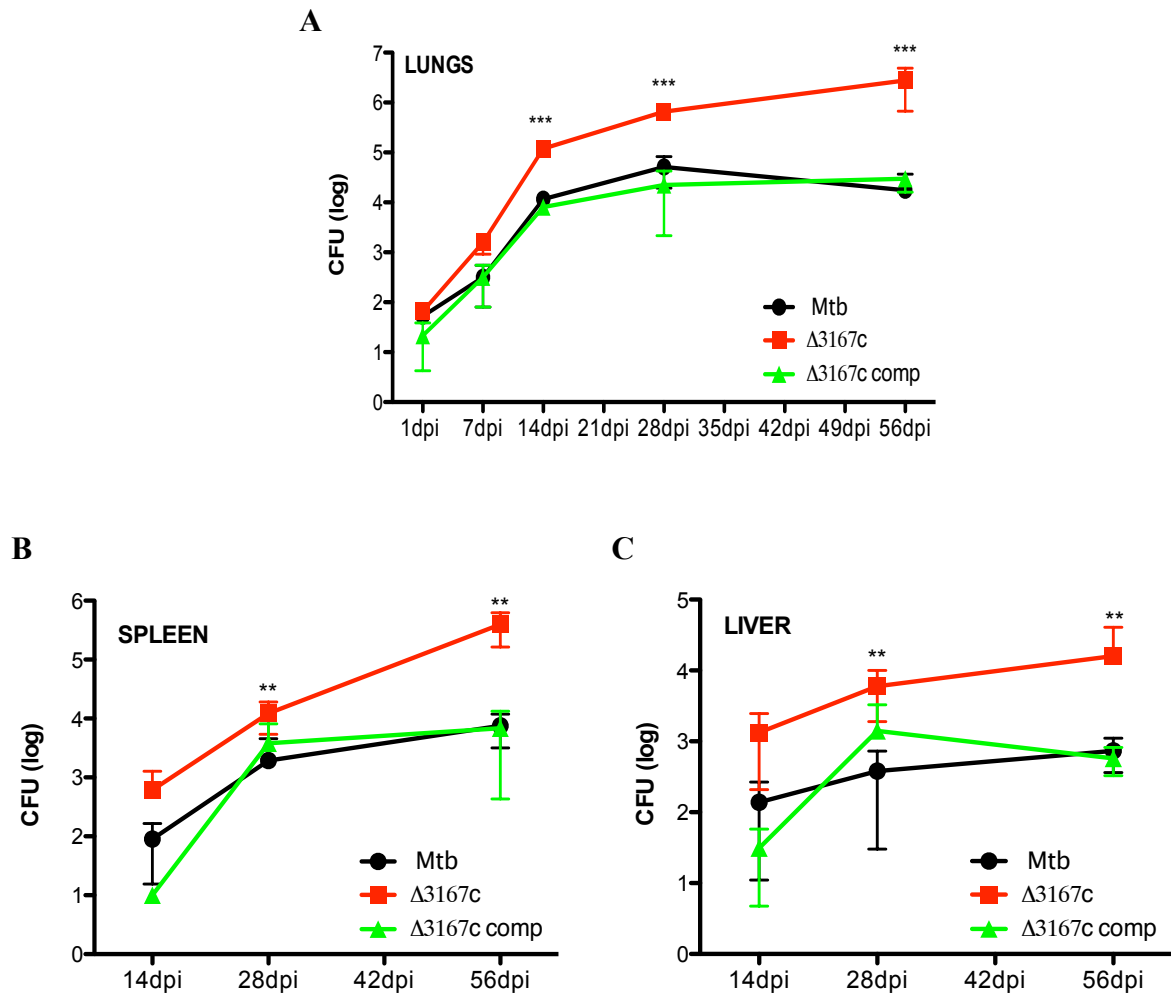 A
LUNGS
CFU (log)
7
6
5
4
3
2
1
0
***
***
***
Mtb
Δ3167c
Δ3167c comp
1dpi 7dpi 14dpi 21dpi 28dpi 35dpi 42dpi 49dpi 56dpi
B
SPLEEN
CFU (log)
6
5
4
3
2
1
0
**
**
Mtb
Δ3167c
Δ3167c comp
14dpi 28dpi 42dpi 56dpi
C
LIVER
CFU (log)
5
4
3
2
1
0
**
**
Mtb
Δ3167c
Δ3167c comp
14dpi 28dpi 42dpi 56dpi